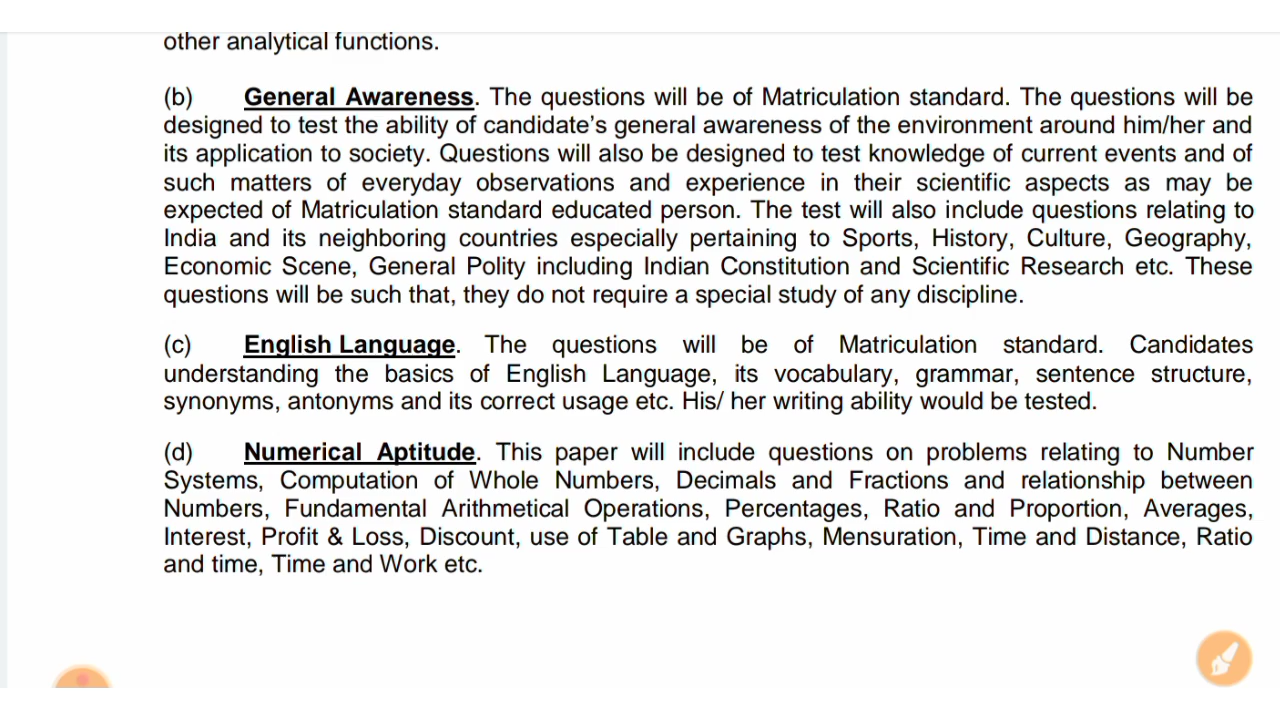 other analytical functions.
(b) General Awareness. The questions will be of Matriculation standard. The questions will be
designed to test the ability of candidate's general awareness of the environment around him/her and
its application to society. Questions will also be designed to test knowledge of current events and of
such matters of everyday observations and experience in their scientific aspects as may be
expected of Matriculation standard educated person. The test will also include questions relating to
India and its neighboring countries especially pertaining to Sports, History, Culture, Geography,
Economic Scene, General Polity including Indian Constitution and Scientific Research etc. These
questions will be such that, they do not require a special study of any discipline.
(c) English Language. The questions will be of Matriculation standard. Candidates
understanding the basics of English Language, its vocabulary, grammar, sentence structure,
synonyms, antonyms and its correct usage etc. His/ her writing ability would be tested.
(d) Numerical Aptitude. This paper will include questions on problems relating to Number
Systems, Computation of Whole Numbers, Decimals and Fractions and relationship between
Numbers, Fundamental Arithmetical Operations, Percentages, Ratio and Proportion, Averages,
Interest, Profit & Loss, Discount, use of Table and Graphs, Mensuration, Time and Distance, Ratio
and time, Time and Work etc.